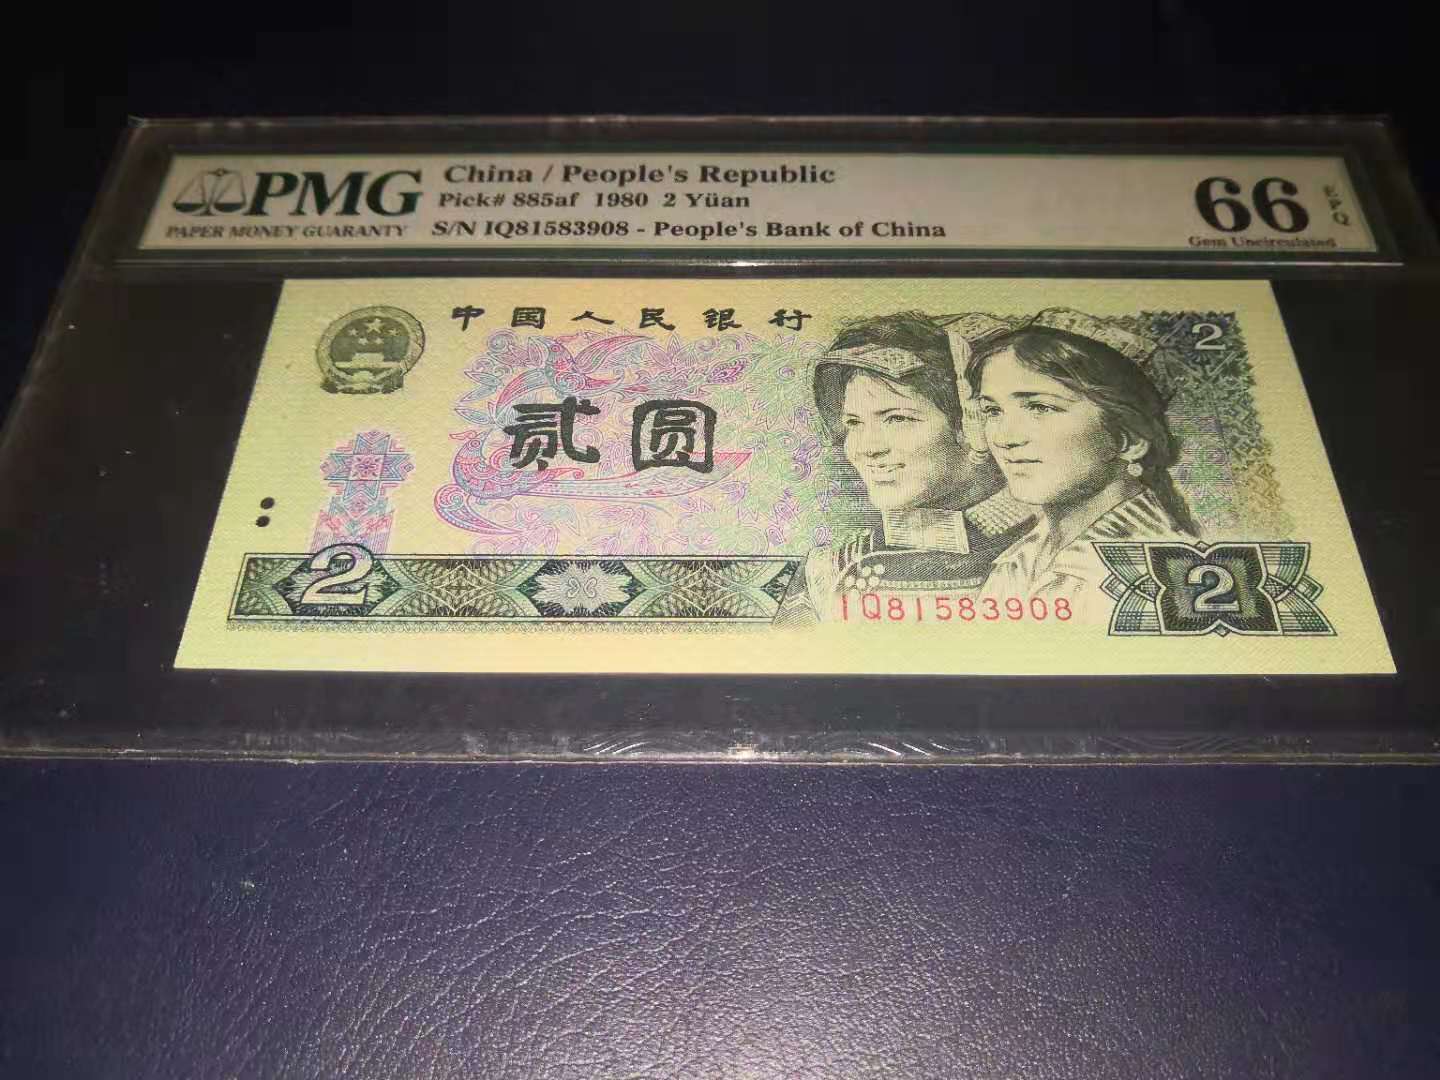 PMG
PAPER MONEY GUARANTY
China / People's Republic
Pick# 885af 1980 2 Yüan
S/N IQ81583908 - People's Bank of China
66 EPQ
Gem Uncirculated
中国人民银行
2
贰圆
2
IQ81583908
2